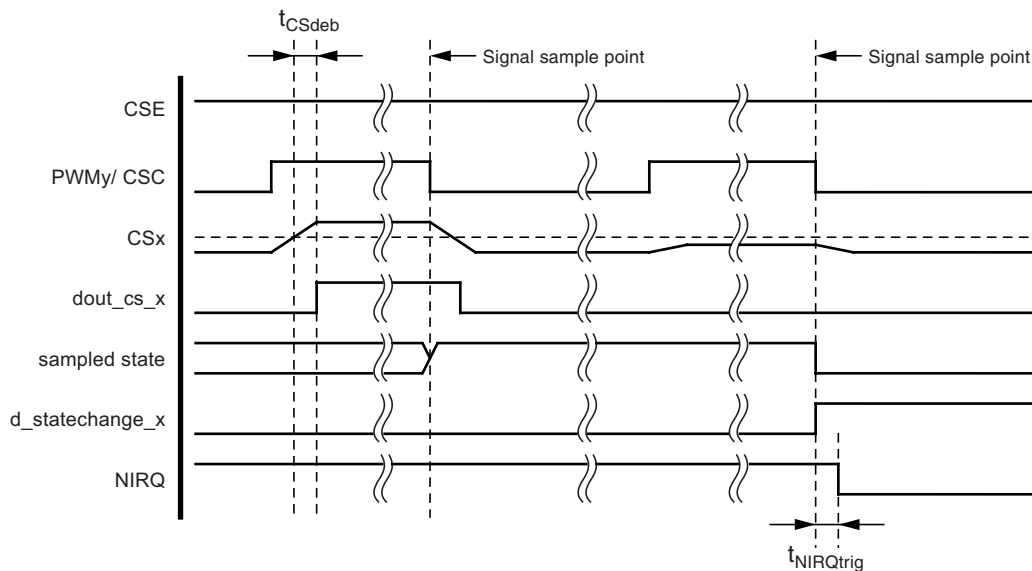 tCSdeb
Signal sample point
Signal sample point
CSE
PWMy/ CSC
CSx
dout_cs_x
sampled state
d_statechange_x
NIRQ
tNIRQtrig